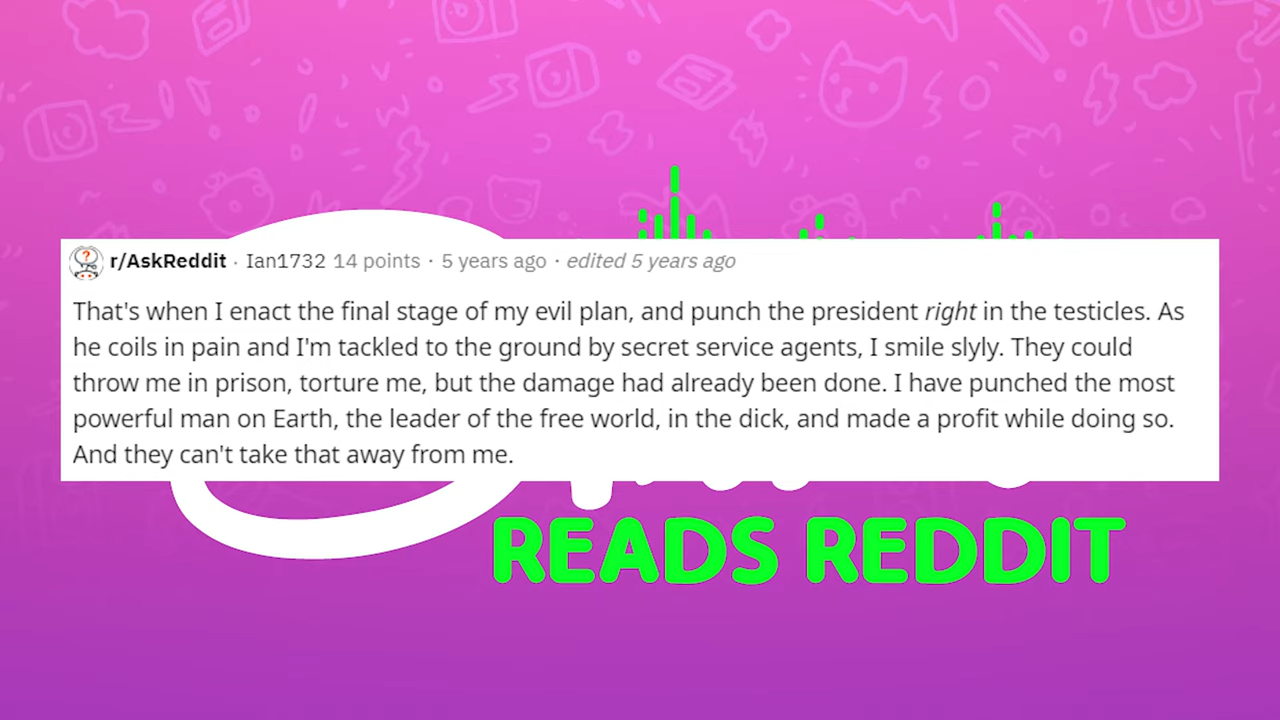 r/AskReddit · Ian1732 14 points · 5 years ago · edited 5 years ago
That's when I enact the final stage of my evil plan, and punch the president right in the testicles. As
he coils in pain and I'm tackled to the ground by secret service agents, I smile slyly. They could
throw me in prison, torture me, but the damage had already been done. I have punched the most
powerful man on Earth, the leader of the free world, in the dick, and made a profit while doing so.
And they can't take that away from me.
READS REDDIT